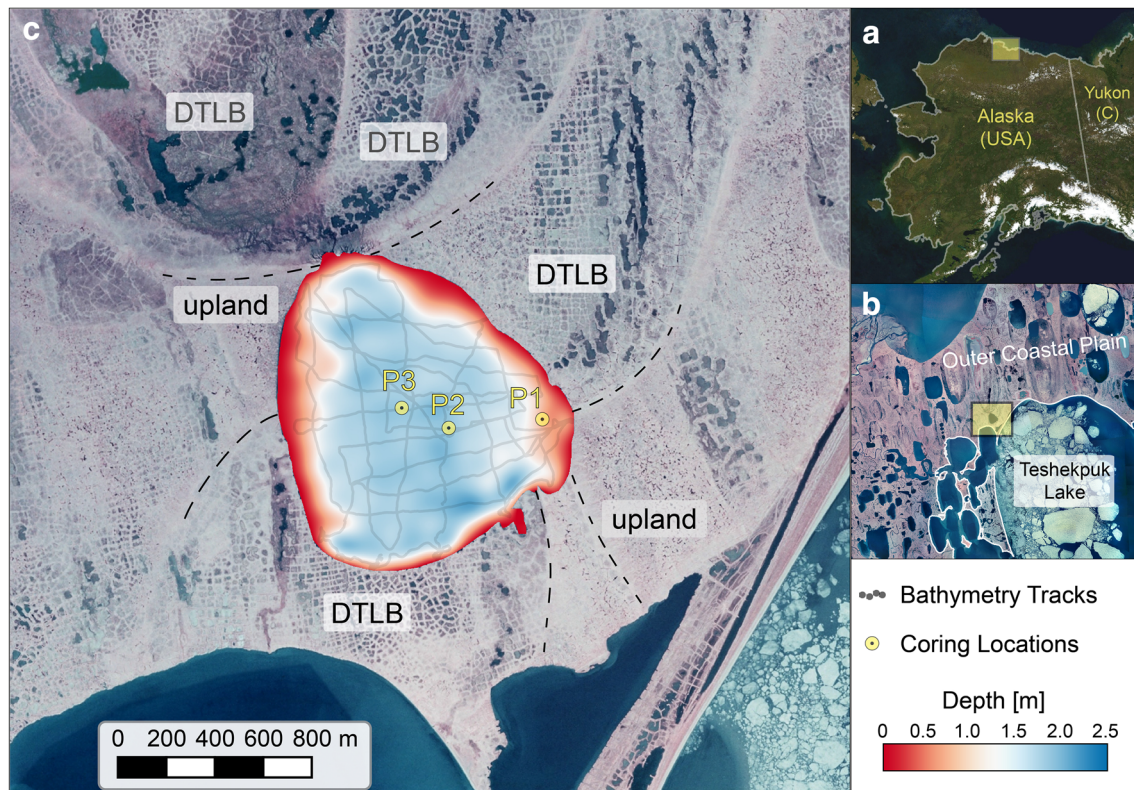 c
DTLB
DTLB
DTLB
upland
P3
P2
P1
upland
DTLB
0 200 400 600 800 m
a
Alaska
(USA)
Yukon
(C)
b
Outer Coastal Plain
Teshekpuk
Lake
Bathymetry Tracks
Coring Locations
Depth [m]
0 0.5 1.0 1.5 2.0 2.5